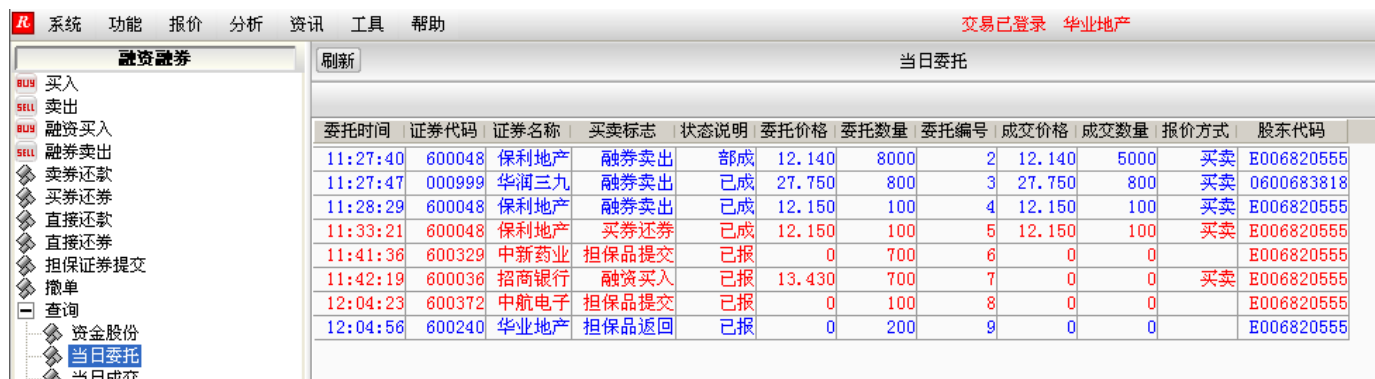 R 系统 功能 报价 分析 资讯 工具 帮助 交易已登录 华业地产
融资融券 刷新 当日委托
BUY 买入
SELL 卖出
BUY 融资买入
SELL 融券卖出
卖券还款
买券还券
直接还款
直接还券
担保证券提交
撤单
查询
资金股份
当日委托
当日成交
委托时间 证券代码 证券名称 买卖标志 状态说明 委托价格 委托数量 委托编号 成交价格 成交数量 报价方式 股东代码
11:27:40 600048 保利地产 融券卖出 部成 12.140 8000 2 12.140 5000 买卖 E006820555
11:27:47 000999 华润三九 融券卖出 已成 27.750 800 3 27.750 800 买卖 0600683818
11:28:29 600048 保利地产 融券卖出 已成 12.150 100 4 12.150 100 买卖 E006820555
11:33:21 600048 保利地产 买券还券 已成 12.150 100 5 12.150 100 买卖 E006820555
11:41:36 600329 中新药业 担保品提交 已报 0 700 6 0 0 E006820555
11:42:19 600036 招商银行 融资买入 已报 13.430 700 7 0 0 买卖 E006820555
12:04:23 600372 中航电子 担保品提交 已报 0 100 8 0 0 E006820555
12:04:56 600240 华业地产 担保品返回 已报 0 200 9 0 0 E006820555